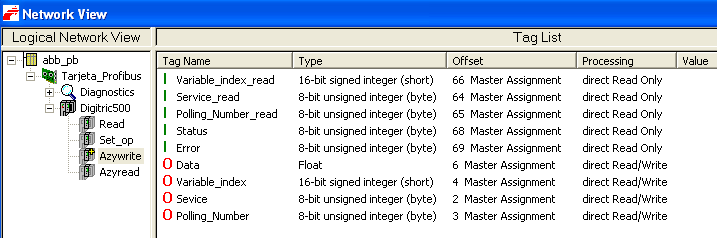 Network View
Logical Network View
Tag List
abb_pb
Tarjeta_Profibus
Diagnostics
Digitric500
Read
Set_op
Azywrite
Azyread
Tag Name Type Offset Processing Value
Variable_index_read 16-bit signed integer (short) 66 Master Assignment direct Read Only
Service_read 8-bit unsigned integer (byte) 64 Master Assignment direct Read Only
Polling_Number_read 8-bit unsigned integer (byte) 65 Master Assignment direct Read Only
Status 8-bit unsigned integer (byte) 68 Master Assignment direct Read Only
Error 8-bit unsigned integer (byte) 69 Master Assignment direct Read Only
Data Float 6 Master Assignment direct Read/Write
Variable_index 16-bit signed integer (short) 4 Master Assignment direct Read/Write
Sevice 8-bit unsigned integer (byte) 2 Master Assignment direct Read/Write
Polling_Number 8-bit unsigned integer (byte) 3 Master Assignment direct Read/Write